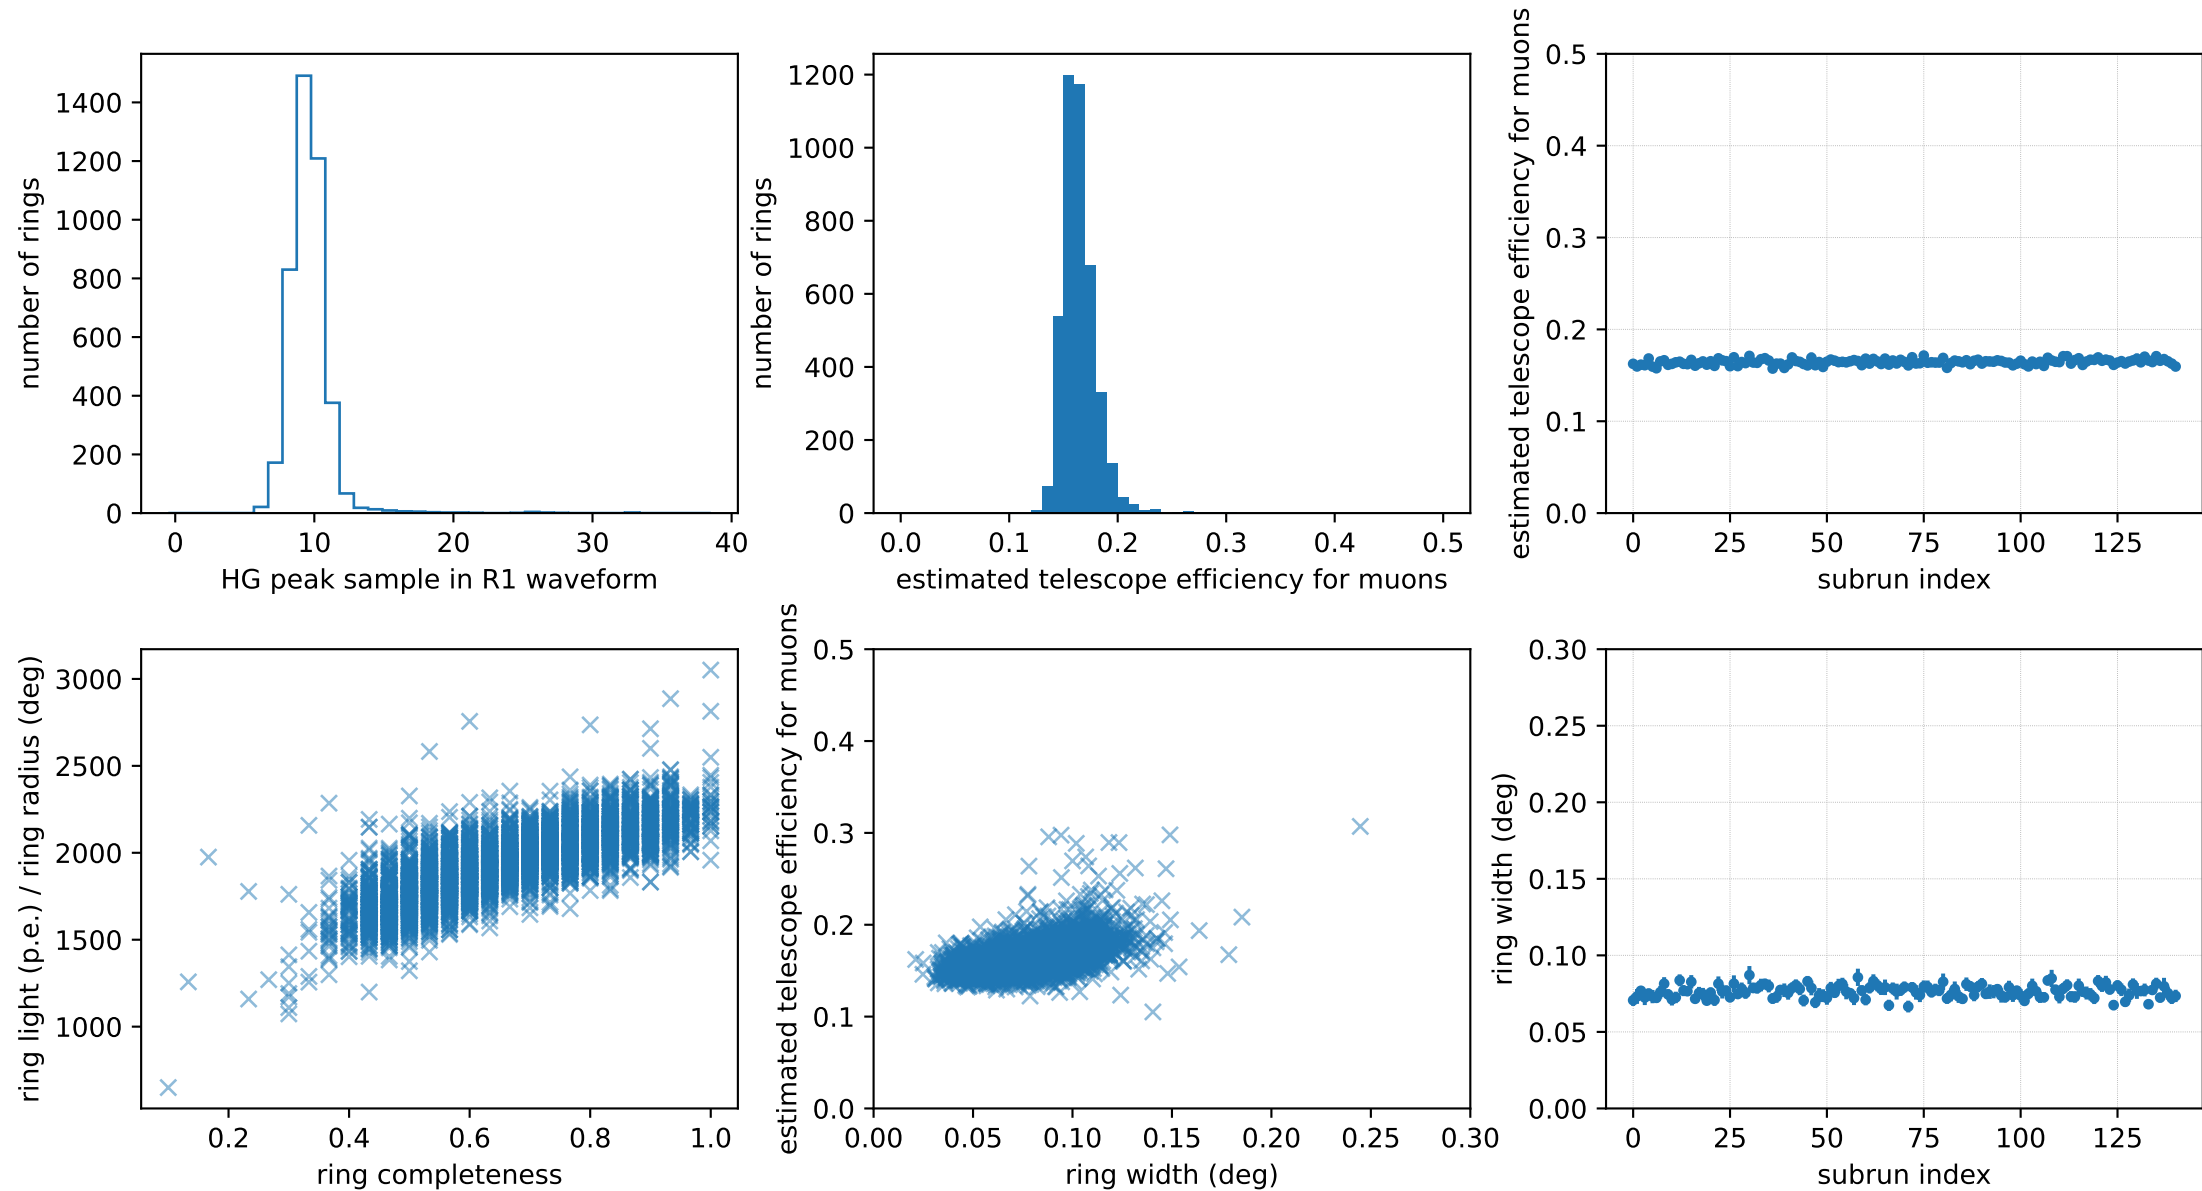 number of rings
1400
1200
1000
800
600
400
200
0
0 10 20 30 40
HG peak sample in R1 waveform
number of rings
1200
1000
800
600
400
200
0
0.0 0.1 0.2 0.3 0.4 0.5
estimated telescope efficiency for muons
estimated telescope efficiency for muons
0.5
0.4
0.3
0.2
0.1
0.0
0 25 50 75 100 125
subrun index
ring light (p.e.) / ring radius (deg)
3000
2500
2000
1500
1000
0.2 0.4 0.6 0.8 1.0
ring completeness
estimated telescope efficiency for muons
0.5
0.4
0.3
0.2
0.1
0.0
0.00 0.05 0.10 0.15 0.20 0.25 0.30
ring width (deg)
ring width (deg)
0.30
0.25
0.20
0.15
0.10
0.05
0.00
0 25 50 75 100 125
subrun index